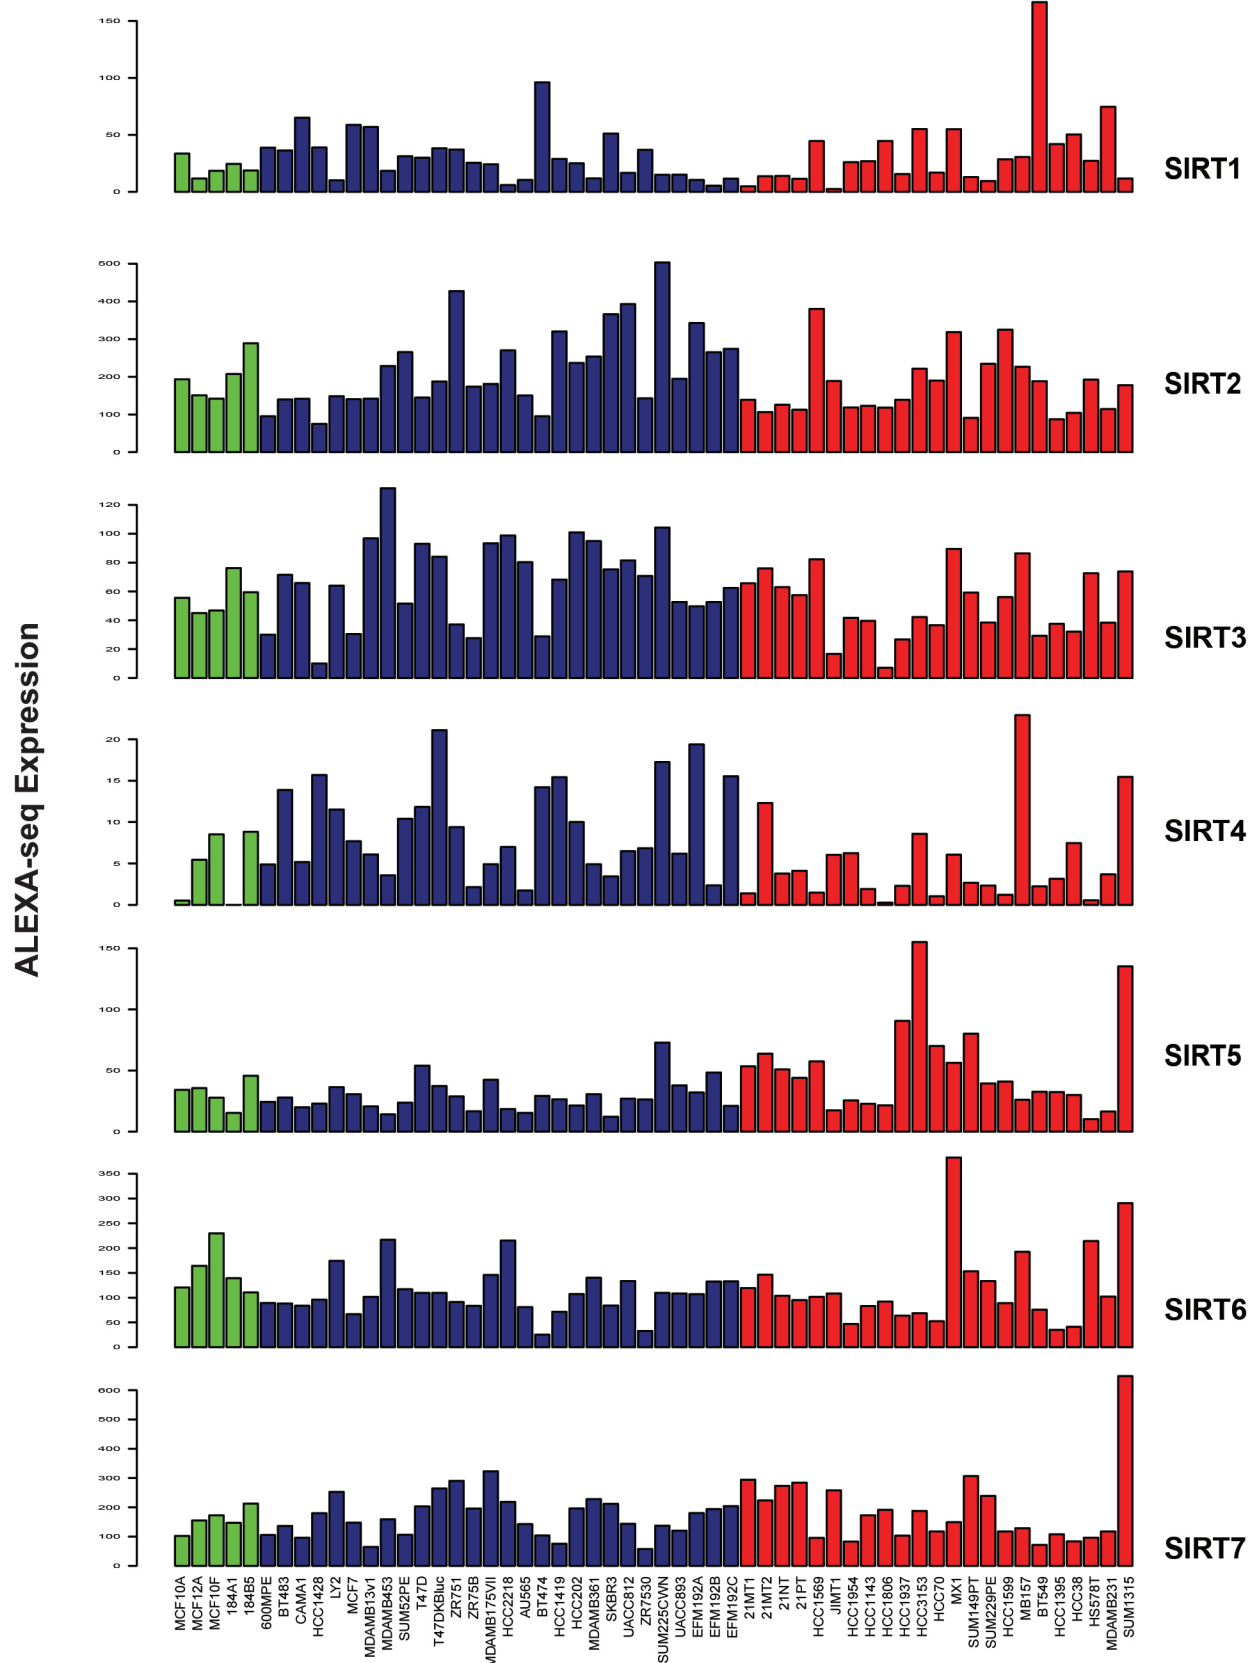 ALEXA-seq Expression
150
100
50
0
SIRT1
500
400
300
200
100
0
SIRT2
120
100
80
60
40
20
0
SIRT3
20
15
10
5
0
SIRT4
150
100
50
0
SIRT5
350
300
250
200
150
100
50
0
SIRT6
600
500
400
300
200
100
0
SIRT7
MCF10A
MCF12A
MCF10F
184A1
184B5
600MPE
BT483
CAMA1
HCC1428
LY2
MCF7
MDAMB13v1
MDAMB453
SUM52PE
T47D
T47DKBluc
ZR751
ZR75B
MDAMB175VII
HCC2218
AU565
BT474
HCC1419
HCC202
MDAMB361
SKBR3
UACC812
ZR7530
SUM225CVVN
UACC893
EFM192A
EFM192B
EFM192C
21MT1
21MT2
21NT
21PT
HCC1569
JIMT1
HCC1954
HCC1143
HCC1806
HCC1937
HCC3153
HCC70
MX1
SUM149PT
SUM229PE
HCC1599
MB157
BT549
HCC1395
HCC38
HS578T
MDAMB231
SUM1315